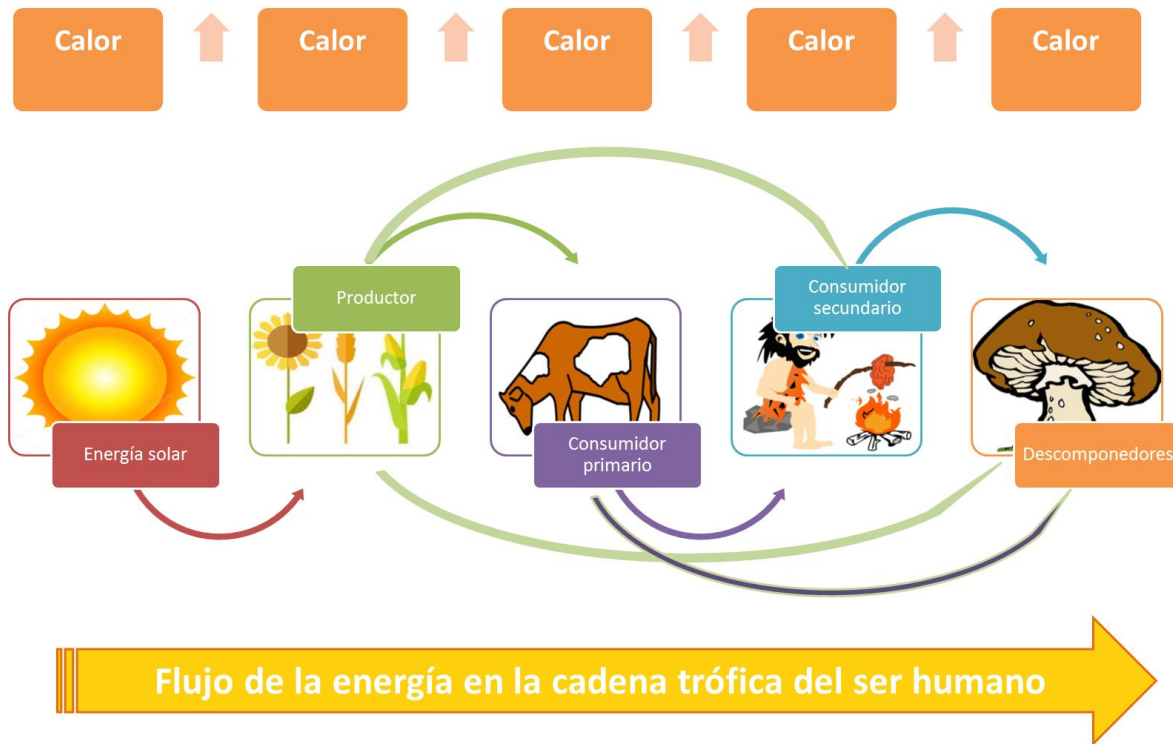 Calor
Calor
Calor
Calor
Calor
Productor
Consumidor
secundario
Energía solar
Consumidor
primario
Descomponedores
Flujo de la energía en la cadena trófica del ser humano